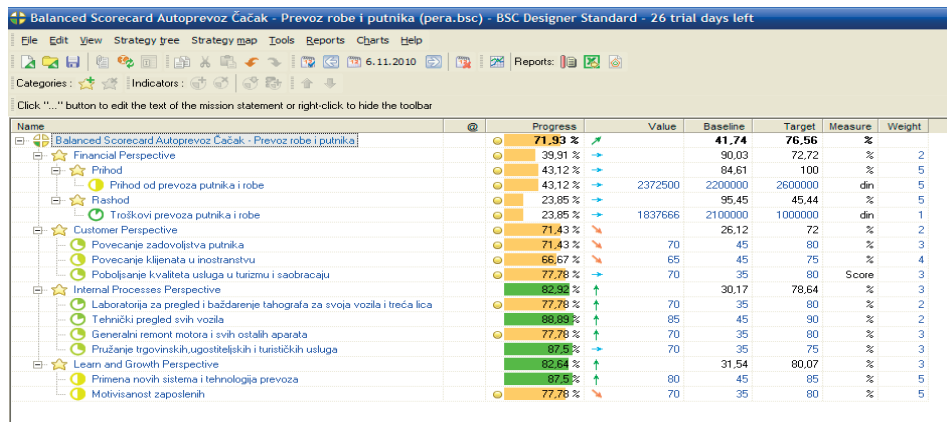 Balanced Scorecard Autoprevoz Čačak - Prevoz robe i putnika (pera.bsc) - BSC Designer Standard - 26 trial days left
File Edit View Strategy tree Strategy map Tools Reports Charts Help
6.11.2010 Reports:
Categories: Indicators:
Click "..." button to edit the text of the mission statement or right-click to hide the toolbar
Name @ Progress Value Baseline Target Measure Weight
Balanced Scorecard Autoprevoz Čačak - Prevoz robe i putnika 71,93 % 41,74 76,56 %
Financial Perspective 39,91 % 90,03 72,72 % 2
Prihod 43,12 % 84,61 100 % 5
Prihod od prevoza putnika i robe 43,12 % 2372500 2200000 2600000 din 5
Rashod 23,85 % 95,45 45,44 % 5
Troškovi prevoza putnika i robe 23,85 % 1837666 2100000 1000000 din 1
Customer Perspective 71,43 % 26,12 72 % 2
Povecanje zadovoljstva putnika 71,43 % 70 45 80 % 3
Povecanje klijenata u inostranstvu 66,67 % 65 45 75 % 4
Poboljsanje kvaliteta usluga u turizmu i saobracaju 77,78 % 70 35 80 Score 3
Internal Processes Perspective 82,92 % 30,17 78,64 % 3
Laboratorija za pregled i baždarenje tahografa za svoja vozila i treća lica 77,78 % 70 35 80 % 2
Tehnički pregled svih vozila 88,89 % 85 45 90 % 2
Generalni remont motora i svih ostalih aparata 77,78 % 70 35 80 % 3
Pružanje trgovinskih,ugostiteljskih i turističkih usluga 87,5 % 70 35 75 % 3
Learn and Growth Perspective 82,64 % 31,54 80,07 % 3
Primena novih sistema i tehnologija prevoza 87,5 % 80 45 85 % 5
Motivisanost zaposlenih 77,78 % 70 35 80 % 5